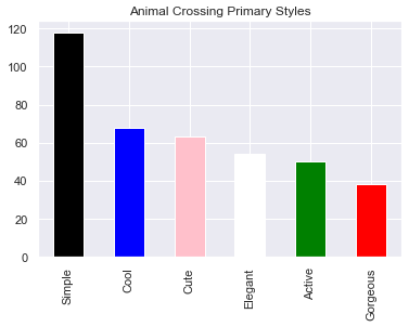 Animal Crossing Primary Styles
120
100
80
60
40
20
0
Simple
Cool
Cute
Elegant
Active
Gorgeous